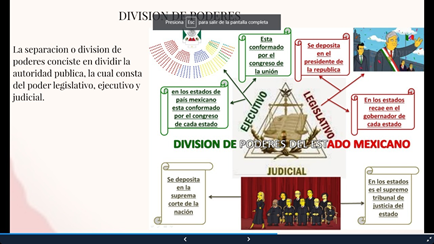 DIVISION DE PODERES
Presiona Esc para salir de la pantalla completa
La separacion o division de
poderes conciste en dividir la
autoridad publica, la cual consta
del poder legislativo, ejecutivo y
judicial.
Esta
conformado
por el
congreso de
la unión
Se deposita
en el
presidente de
la republica
en los estados de
país mexicano
esta conformado
por el congreso
de cada estado
EJECUTIVO
LEGISLATIVO
En los estados
recae en el
gobernador de
cada estado
DIVISION DE PODERES DEL ESTADO MEXICANO
JUDICIAL
Se deposita
en la
suprema
corte de la
nación
En los estados
es el supremo
tribunal de
justicia del
estado